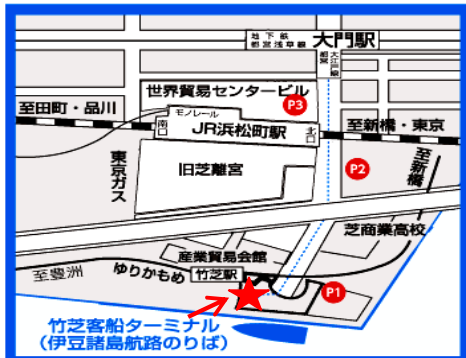 地下鉄
都営浅草線
大門駅
都営
大江戸線
世界貿易センタービル
P3
モノレール
至田町・品川
南口
JR浜松町駅
北口
至新橋・東京
東京ガス
旧芝離宮
P2
至新橋
芝商業高校
産業貿易会館
至豊洲
ゆりかもめ
竹芝駅
P1
竹芝客船ターミナル
(伊豆諸島航路のりば)